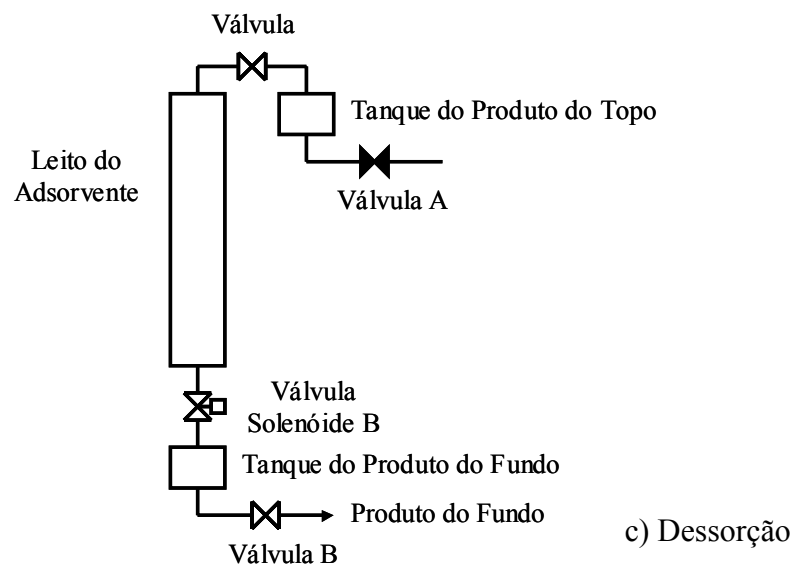 Válvula
Tanque do Produto do Topo
Leito do
Adsorvente
Válvula A
Válvula
Solenóide B
Tanque do Produto do Fundo
Produto do Fundo
c) Dessorção
Válvula B